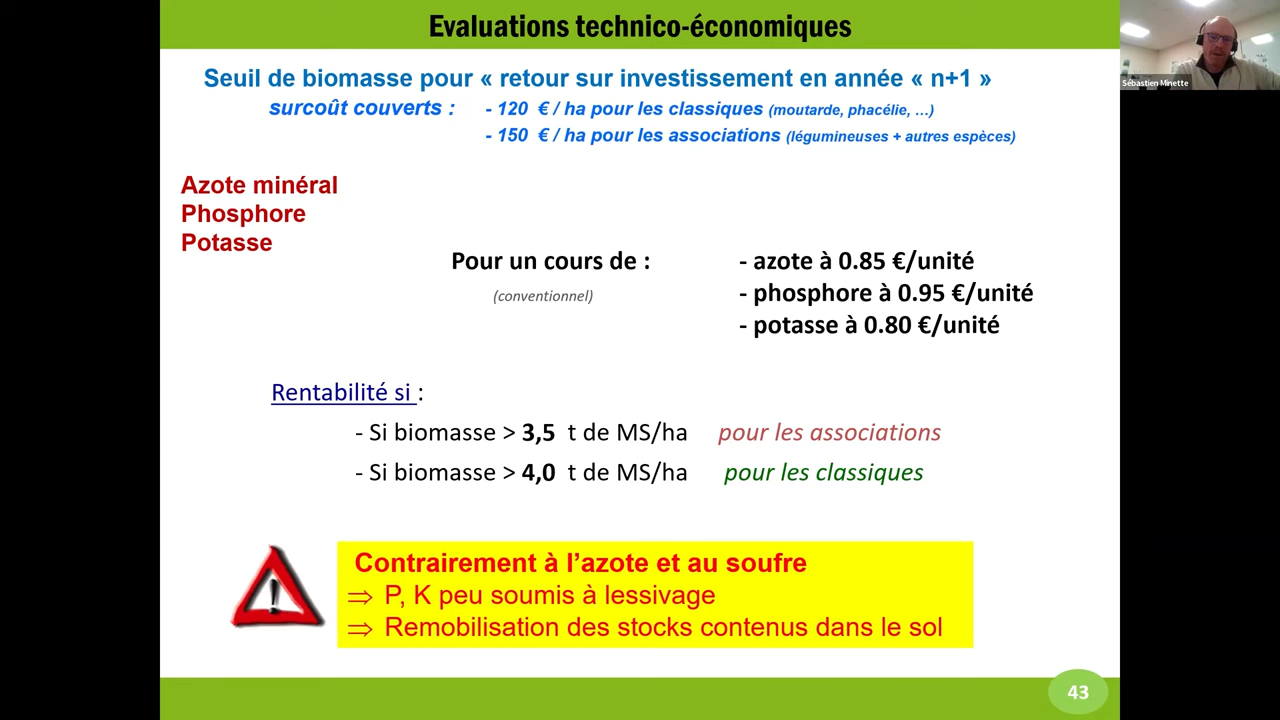 Evaluations technico-économiques
Sébastien Minette
Seuil de biomasse pour « retour sur investissement en année « n+1 »
surcoût couverts : - 120 € / ha pour les classiques (moutarde, phacélie, …)
- 150 € / ha pour les associations (légumineuses + autres espèces)
Azote minéral
Phosphore
Potasse
Pour un cours de : - azote à 0.85 €/unité
(conventionnel) - phosphore à 0.95 €/unité
- potasse à 0.80 €/unité
Rentabilité si :
- Si biomasse > 3,5 t de MS/ha pour les associations
- Si biomasse > 4,0 t de MS/ha pour les classiques
Contrairement à l’azote et au soufre
⇒ P, K peu soumis à lessivage
⇒ Remobilisation des stocks contenus dans le sol
43